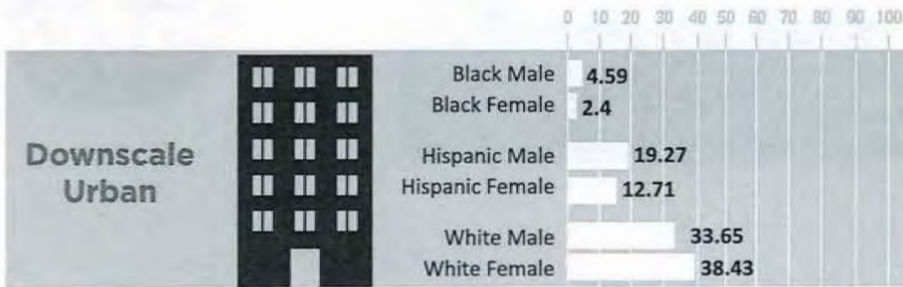 0 10 20 30 40 50 60 70 80 90 100
Downscale
Urban
Black Male 4.59
Black Female 2.4
Hispanic Male 19.27
Hispanic Female 12.71
White Male 33.65
White Female 38.43